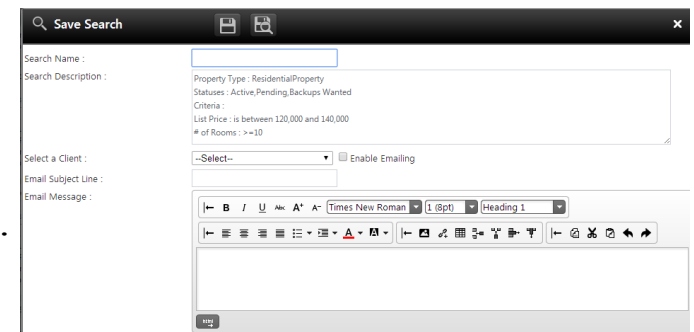 Save Search
Search Name :
Search Description :
Property Type : ResidentialProperty
Statuses : Active,Pending,Backups Wanted
Criteria :
List Price : is between 120,000 and 140,000
# of Rooms : >=10
Select a Client : --Select-- Enable Emailing
Email Subject Line :
Email Message :
B I U Abc A+ A- Times New Roman 1 (8pt) Heading 1
A A
html